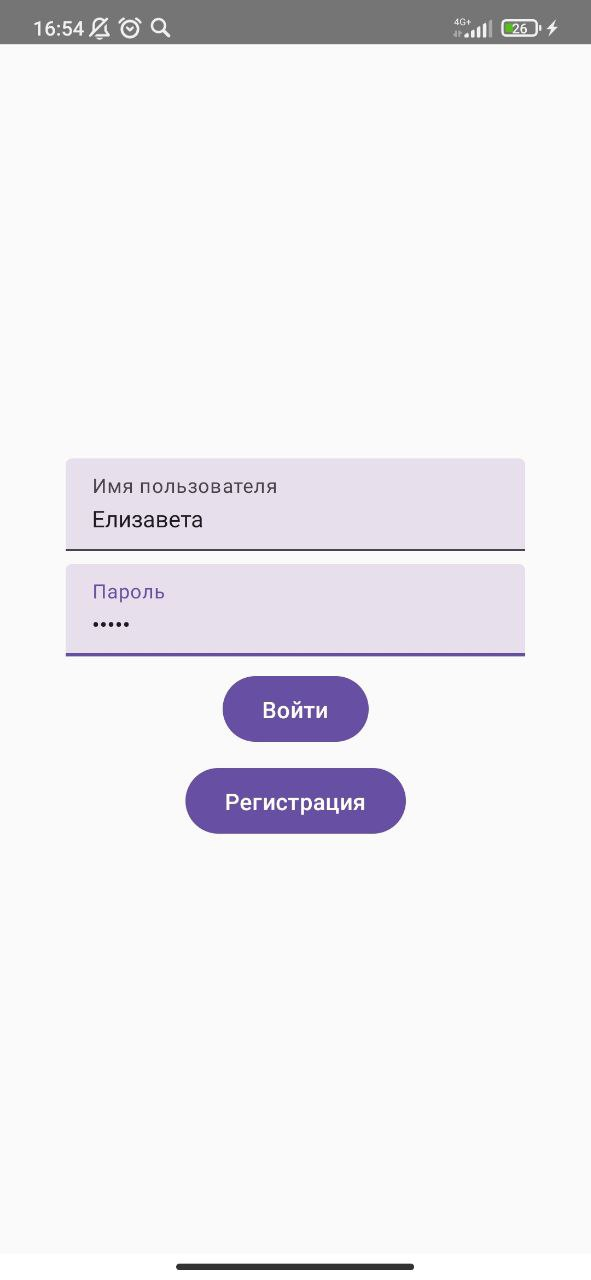 16:54
4G+
26
Имя пользователя
Елизавета
Пароль
•••••
Войти
Регистрация